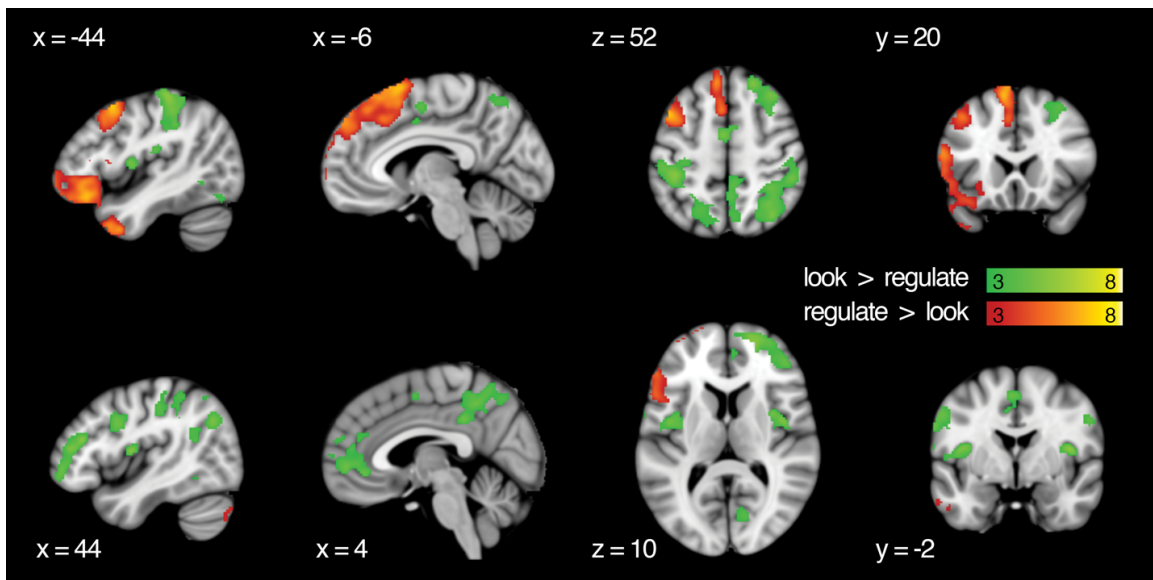 x = -44
x = -6
z = 52
y = 20
look > regulate 3 8
regulate > look 3 8
x = 44
x = 4
z = 10
y = -2